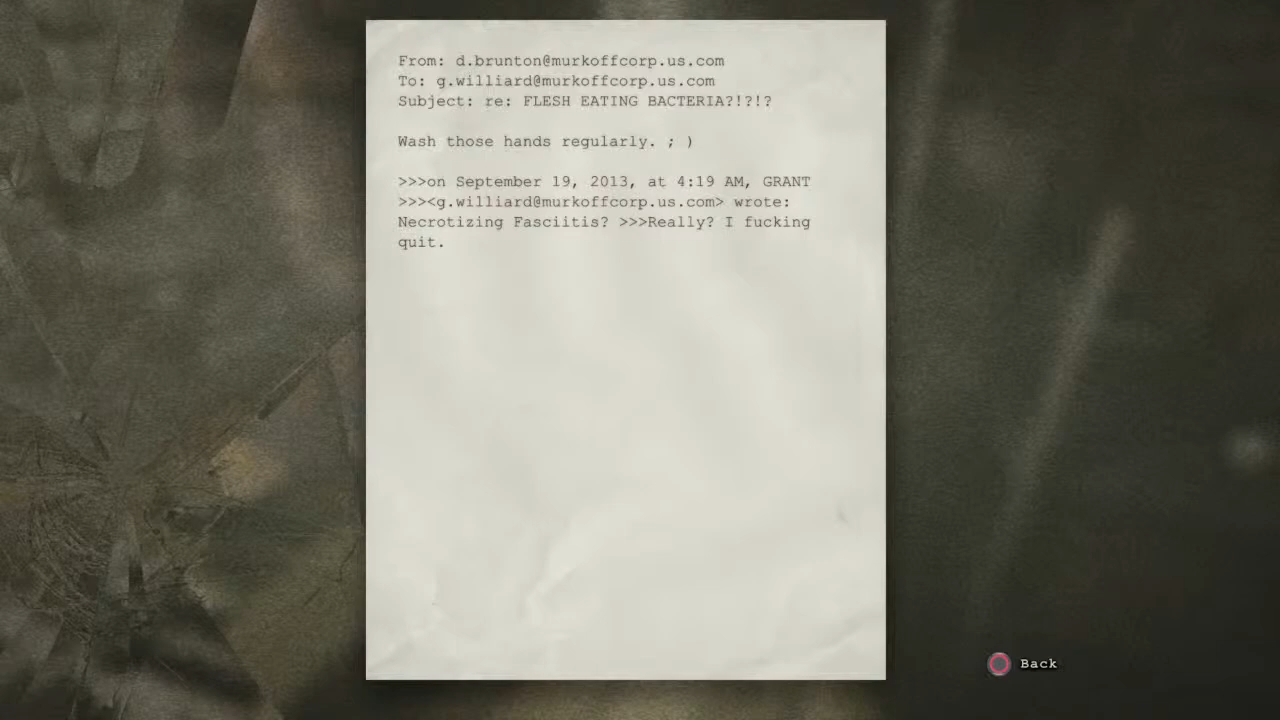 From: d.brunton@murkoffcorp.us.com
To: g.williard@murkoffcorp.us.com
Subject: re: FLESH EATING BACTERIA?!?!?
Wash those hands regularly. ; )
>>>on September 19, 2013, at 4:19 AM, GRANT
>>><g.williard@murkoffcorp.us.com> wrote:
Necrotizing Fasciitis? >>>Really? I fucking
quit.
Back